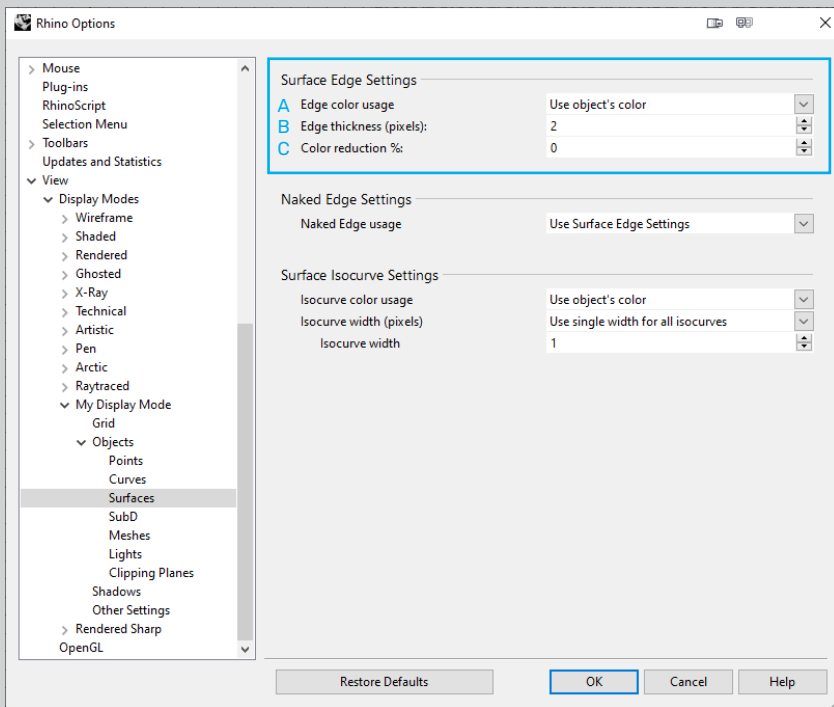 Rhino Options
Mouse
Plug-ins
RhinoScript
Selection Menu
Toolbars
Updates and Statistics
View
Display Modes
Wireframe
Shaded
Rendered
Ghosted
X-Ray
Technical
Artistic
Pen
Arctic
Raytraced
My Display Mode
Grid
Objects
Points
Curves
Surfaces
SubD
Meshes
Lights
Clipping Planes
Shadows
Other Settings
Rendered Sharp
OpenGL
Surface Edge Settings
A Edge color usage Use object's color
B Edge thickness (pixels): 2
C Color reduction %: 0
Naked Edge Settings
Naked Edge usage Use Surface Edge Settings
Surface Isocurve Settings
Isocurve color usage Use object's color
Isocurve width (pixels) Use single width for all isocurves
Isocurve width 1
Restore Defaults OK Cancel Help